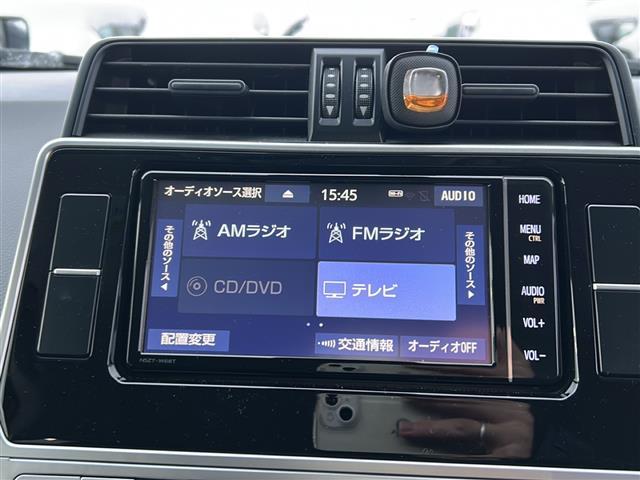 オーディオソース選択
15:45
AUDIO
その他のソース
AMラジオ
FMラジオ
その他のソース
CD/DVD
テレビ
配置変更
交通情報
オーディオOFF
NSZT-W68T
HOME
MENU
CTRL
MAP
AUDIO
PWR
VOL+
VOL-